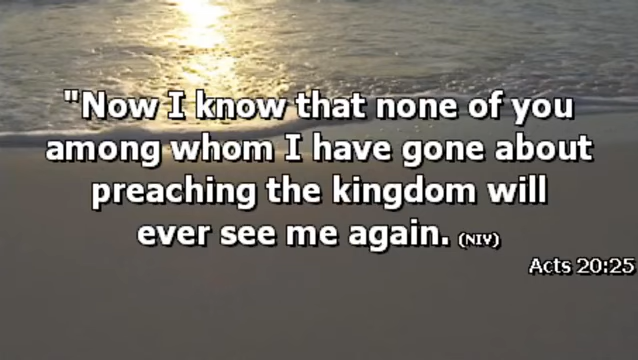 "Now I know that none of you
among whom I have gone about
preaching the kingdom will
ever see me again. (NIV)
Acts 20:25